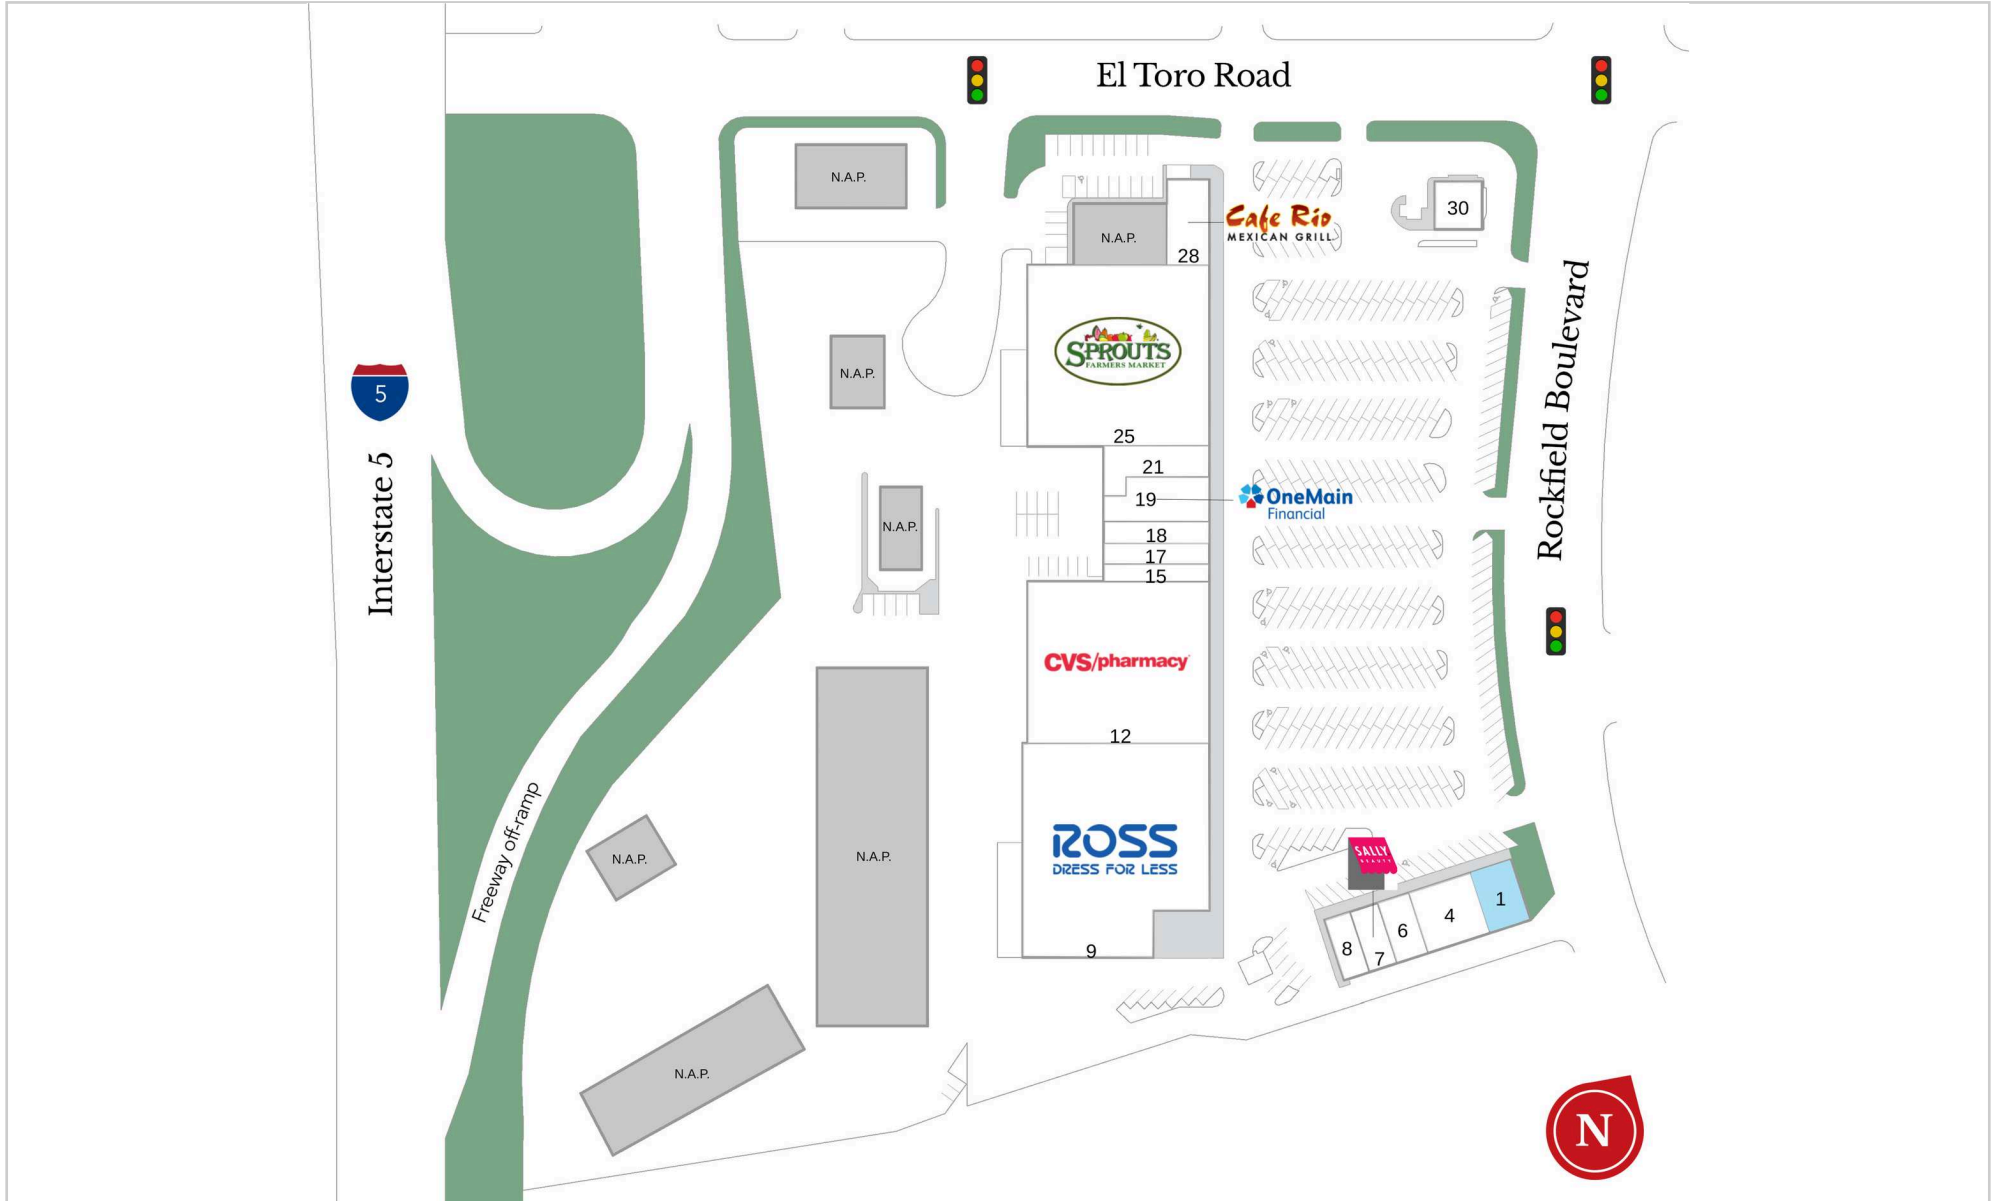 El Toro Road
N.A.P.
30
Cafe Rio
MEXICAN GRILL
N.A.P.
28
SPROUTS
FARMERS MARKET
N.A.P.
5
Interstate 5
Rockfield Boulevard
25
21
19
OneMain
Financial
N.A.P.
18
17
15
CVS/pharmacy
12
ROSS
DRESS FOR LESS
SALLY
BEAUTY
N.A.P.
N.A.P.
Freeway off-ramp
1
4
6
7
8
9
N.A.P.
N